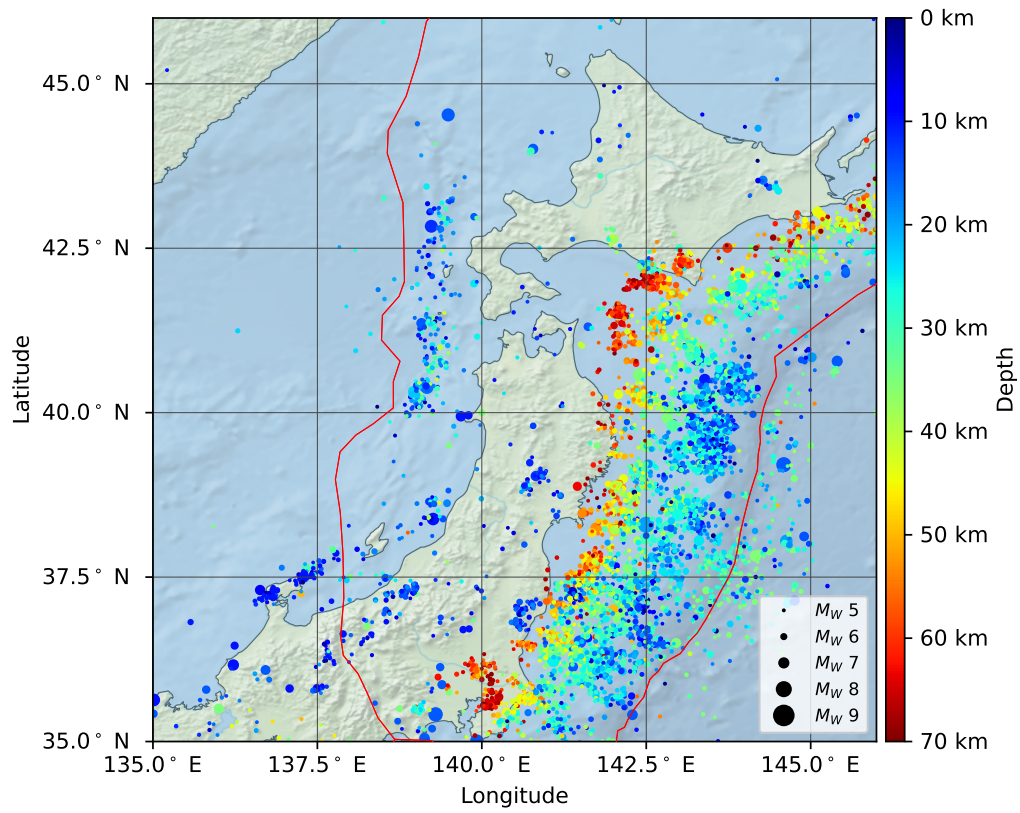 0 km
45.0° N
10 km
20 km
42.5° N
30 km
Depth
Latitude
40.0° N
40 km
50 km
37.5° N
M_W 5
M_W 6
60 km
M_W 7
M_W 8
M_W 9
35.0° N
70 km
135.0° E
137.5° E
140.0° E
142.5° E
145.0° E
Longitude